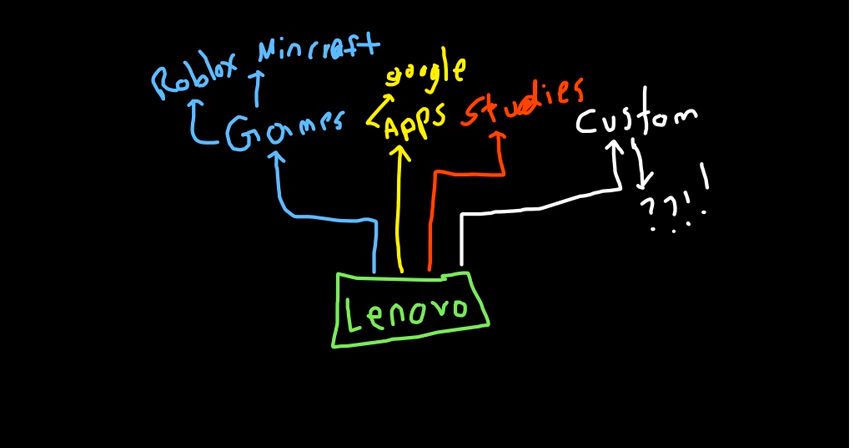 Roblox
Mincraft
google
Games
Apps
Studies
Custom
??!!
Lenovo